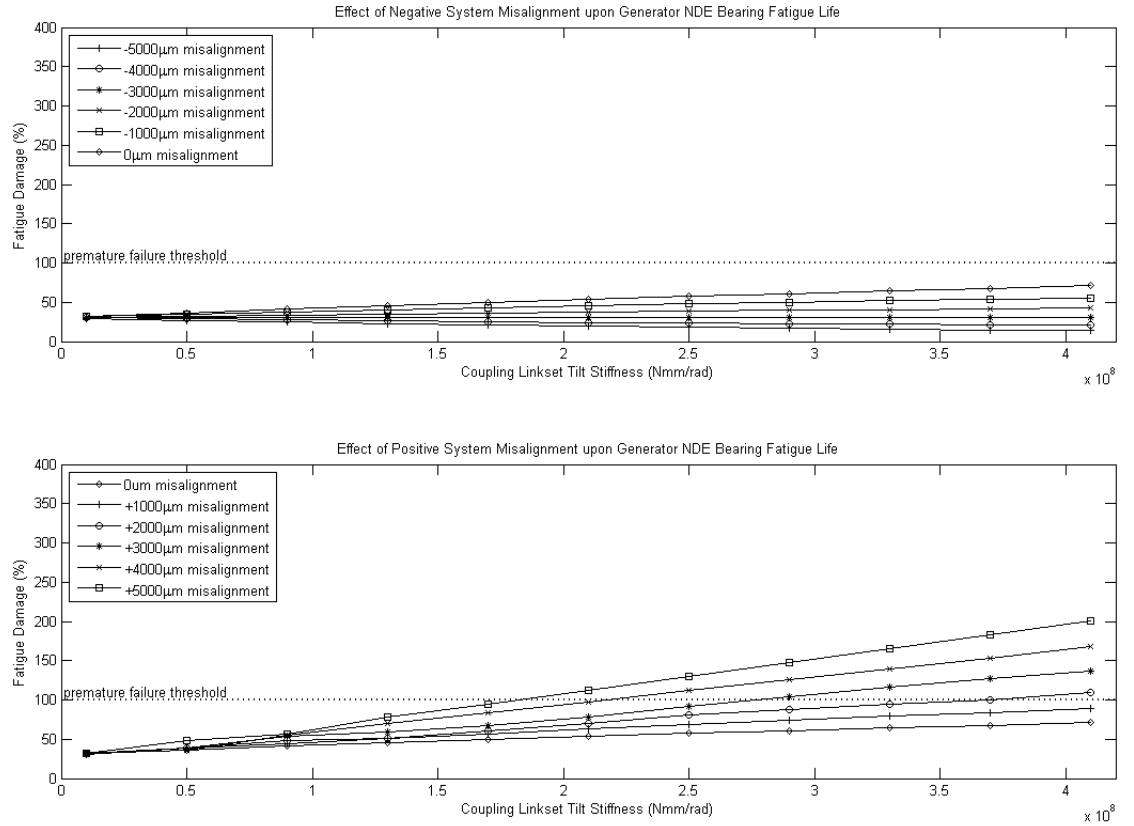 Effect of Negative System Misalignment upon Generator NDE Bearing Fatigue Life
400
350
300
250
200
150
100
50
0
Fatigue Damage (%)
-5000μm misalignment
-4000μm misalignment
-3000μm misalignment
-2000μm misalignment
-1000μm misalignment
0μm misalignment
premature failure threshold
0 0.5 1 1.5 2 2.5 3 3.5 4
Coupling Linkset Tilt Stiffness (Nmm/rad)
x 10⁸
Effect of Positive System Misalignment upon Generator NDE Bearing Fatigue Life
400
350
300
250
200
150
100
50
0
Fatigue Damage (%)
0um misalignment
+1000μm misalignment
+2000μm misalignment
+3000μm misalignment
+4000μm misalignment
+5000μm misalignment
premature failure threshold
0 0.5 1 1.5 2 2.5 3 3.5 4
Coupling Linkset Tilt Stiffness (Nmm/rad)
x 10⁸